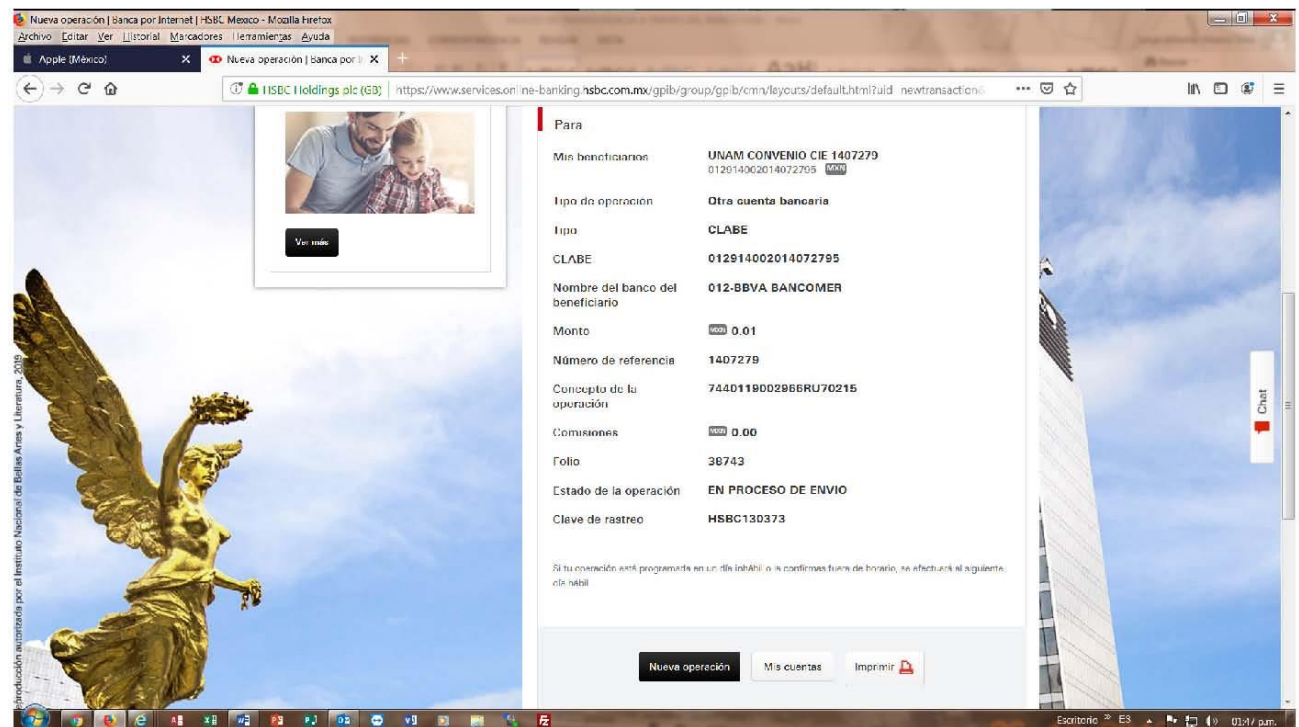 Nueva operación | Banca por Internet | HSBC México - Mozilla Firefox
Archivo Editar Ver Historial Marcadores Herramientas Ayuda
Apple (México)
Nueva operación | Banca por I
HSBC Holdings plc (GB) https://www.services.online-banking.hsbc.com.mx/gpib/group/gpib/cmn/layouts/default.html?uid=newtransaction&
Para
Mis beneficiarios UNAM CONVENIO CIE 1407279
012914002014072795 MXN
Tipo de operación Otra cuenta bancaria
Tipo CLABE
Ver más
CLABE 012914002014072795
Nombre del banco del 012-BBVA BANCOMER
beneficiario
Monto MXN 0.01
Número de referencia 1407279
Concepto de la 7440119002966RU70215
operación
Comisiones MXN 0.00
Folio 38743
Estado de la operación EN PROCESO DE ENVIO
Clave de rastreo HSBC130373
Si tu operación está programada en un día inhábil o la confirmas fuera de horario, se efectuará al siguiente
día hábil
Nueva operación Mis cuentas Imprimir
Chat
eproducción autorizada por el Instituto Nacional de Bellas Artes y Literatura, 2019
Escritorio » ES 01:47 p.m.